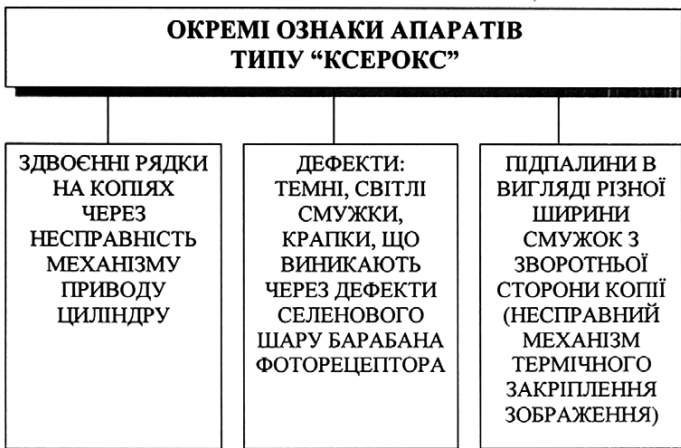 ОКРЕМІ ОЗНАКИ АПАРАТІВ
ТИПУ “КСЕРОКС”
ЗДВОЄННІ РЯДКИ
НА КОПІЯХ
ЧЕРЕЗ
НЕСПРАВНІСТЬ
МЕХАНІЗМУ
ПРИВОДУ
ЦИЛІНДРУ
ДЕФЕКТИ:
ТЕМНІ, СВІТЛІ
СМУЖКИ,
КРАПКИ, ЩО
ВИНИКАЮТЬ
ЧЕРЕЗ ДЕФЕКТИ
СЕЛЕНОВОГО
ШАРУ БАРАБАНА
ФОТОРЕЦЕПТОРА
ПІДПАЛИНИ В
ВИГЛЯДІ РІЗНОЇ
ШИРИНИ
СМУЖОК З
ЗВОРОТНЬОЇ
СТОРОНИ КОПІЇ
(НЕСПРАВНИЙ
МЕХАНІЗМ
ТЕРМІЧНОГО
ЗАКРІПЛЕННЯ
ЗОБРАЖЕННЯ)